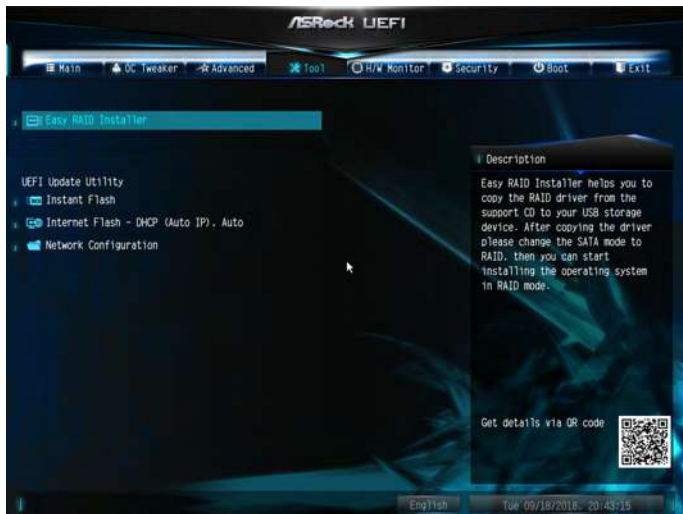 ASRock UEFI
Main OC Tweaker Advanced Tool H/W Monitor Security Boot Exit
Easy RAID Installer
UEFI Update Utility
Instant Flash
Internet Flash - DHCP (Auto IP), Auto
Network Configuration
Description
Easy RAID Installer helps you to
copy the RAID driver from the
support CD to your USB storage
device. After copying the driver
please change the SATA mode to
RAID, then you can start
installing the operating system
in RAID mode.
Get details via QR code
English
Tue 09/18/2018. 20:43:15